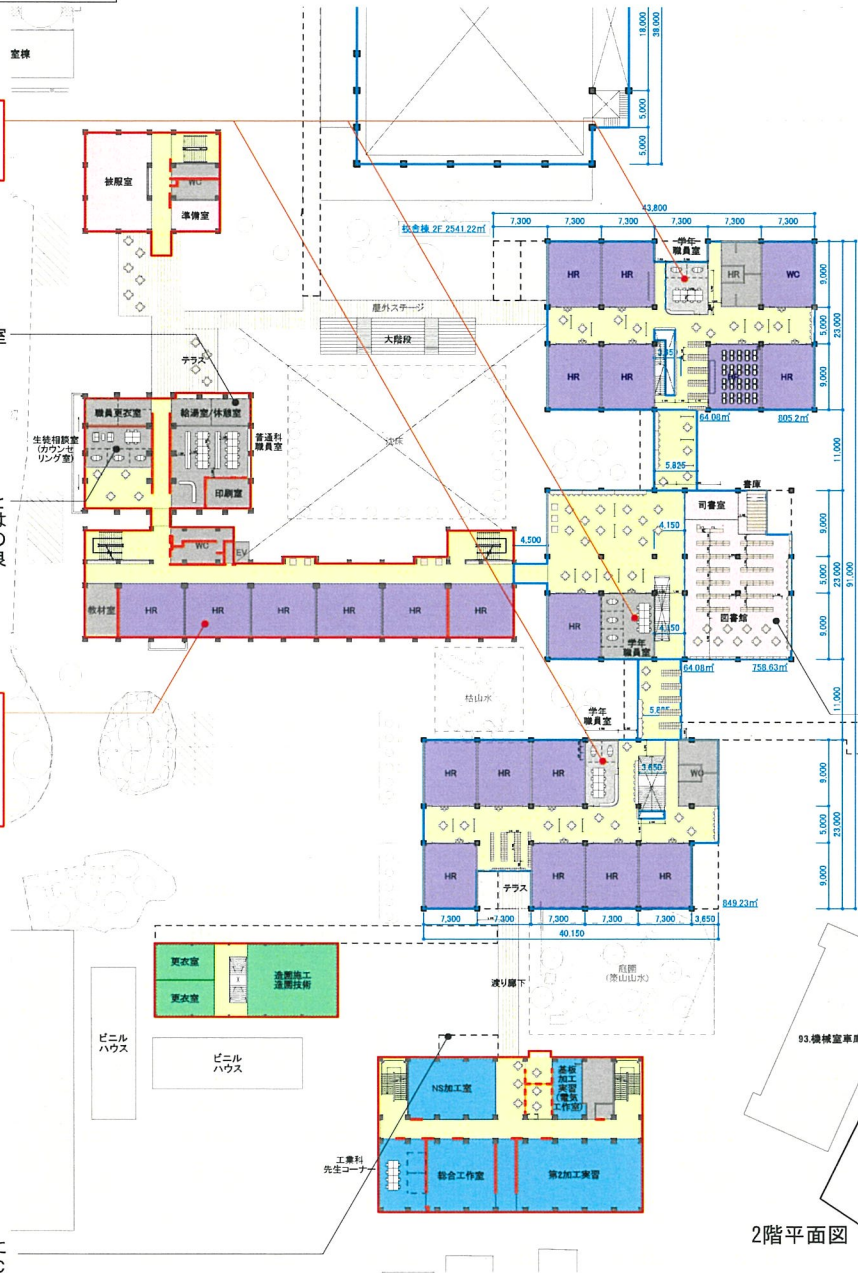 室棟
18,000
38,000
5,000
5,000
被服室
WC
準備室
43,800
校舎棟 2F 2541.22㎡
7,300
7,300
7,300
7,300
7,300
7,300
学年
職員室
HR
HR
HR
WC
9,000
屋外ステージ
大階段
5,000
23,000
室
テラス
HR
HR
HR
HR
9,000
64.08㎡
805.2㎡
職員更衣室
給湯室/休憩室
生徒相談室
(カウンセ
リング室)
普通科
職員室
印刷室
5,825
11,000
書庫
司書室
4,150
9,000
WC
EV
4,500
5,000
23,000
91,000
教材室
HR
HR
HR
HR
HR
HR
HR
学年
職員室
4,150
図書館
9,000
64.08㎡
758.63㎡
枯山水
学年
職員室
11,000
HR
HR
HR
3,650
WC
9,000
5,000
23,000
HR
HR
HR
HR
9,000
テラス
849.23㎡
7,300
7,300
7,300
7,300
7,300
3,650
40,150
更衣室
更衣室
造園施工
造園技術
渡り廊下
庭園
(築山山水)
ビニル
ハウス
ビニル
ハウス
93.機械室車庫
NS加工室
基板
加工
実習
(電気
工作室)
工業科
先生コーナー
総合工作室
第2加工実習
2階平面図